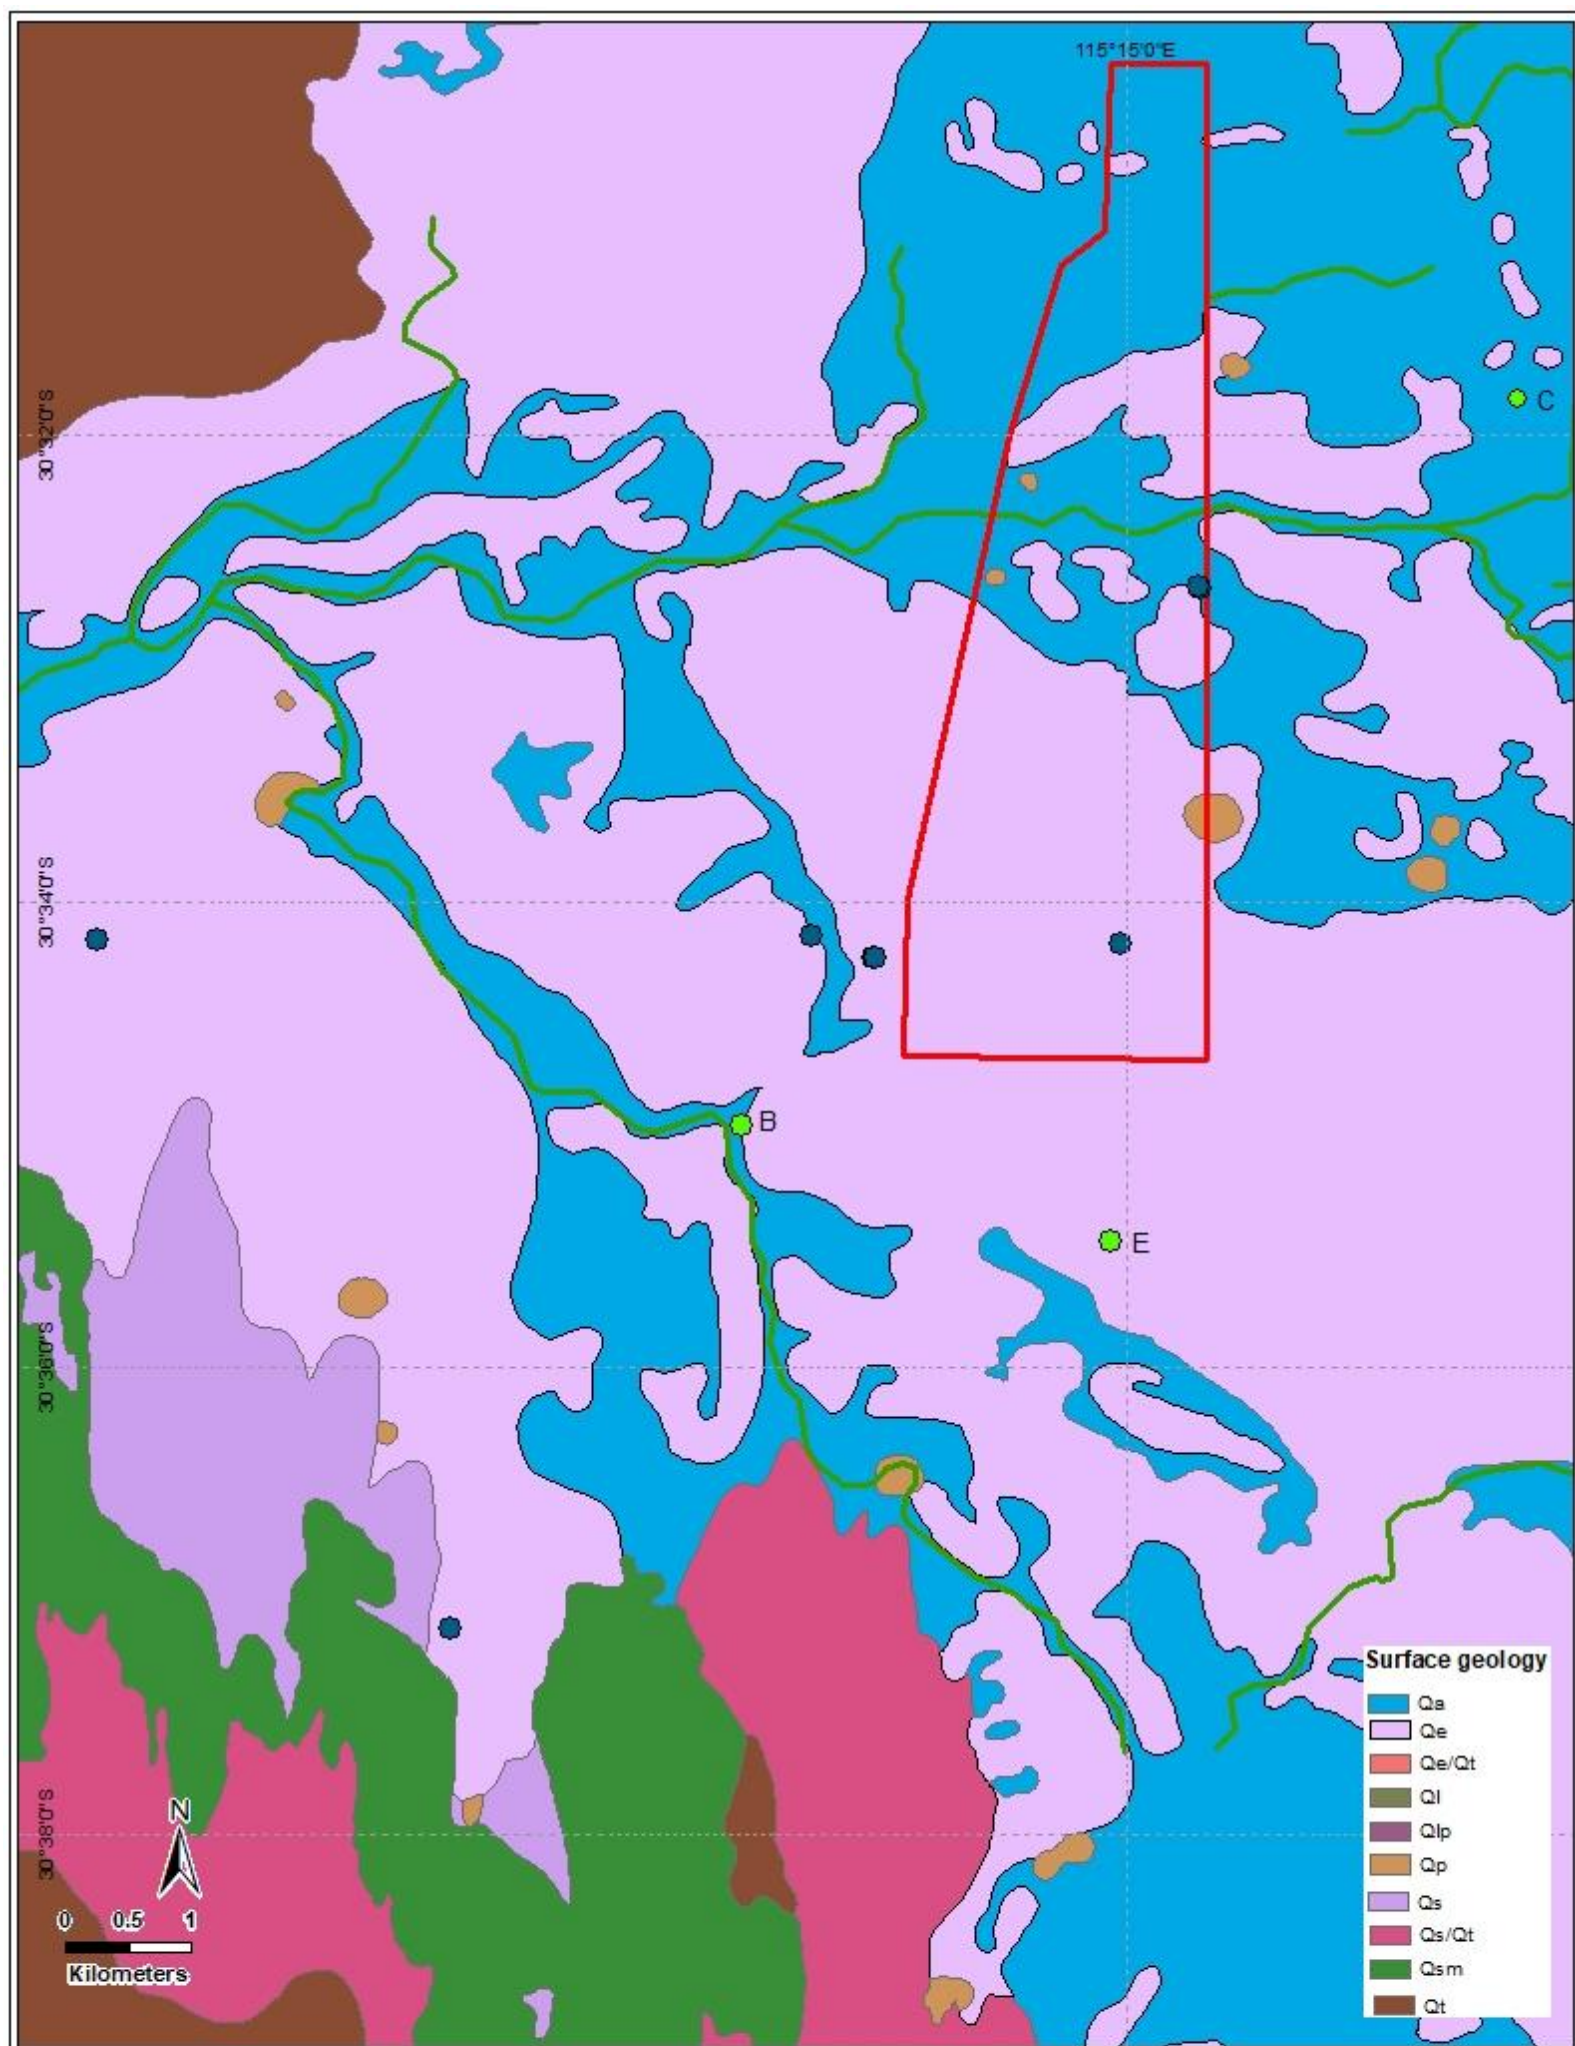 115°15'0"E
30°32'0"S
C
30°34'0"S
B
E
30°36'0"S
30°38'0"S
N
0 0.5 1
Kilometers
Surface geology
Qa
Qe
Qe/Qt
Ql
Qlp
Qp
Qs
Qs/Qt
Qsm
Qt